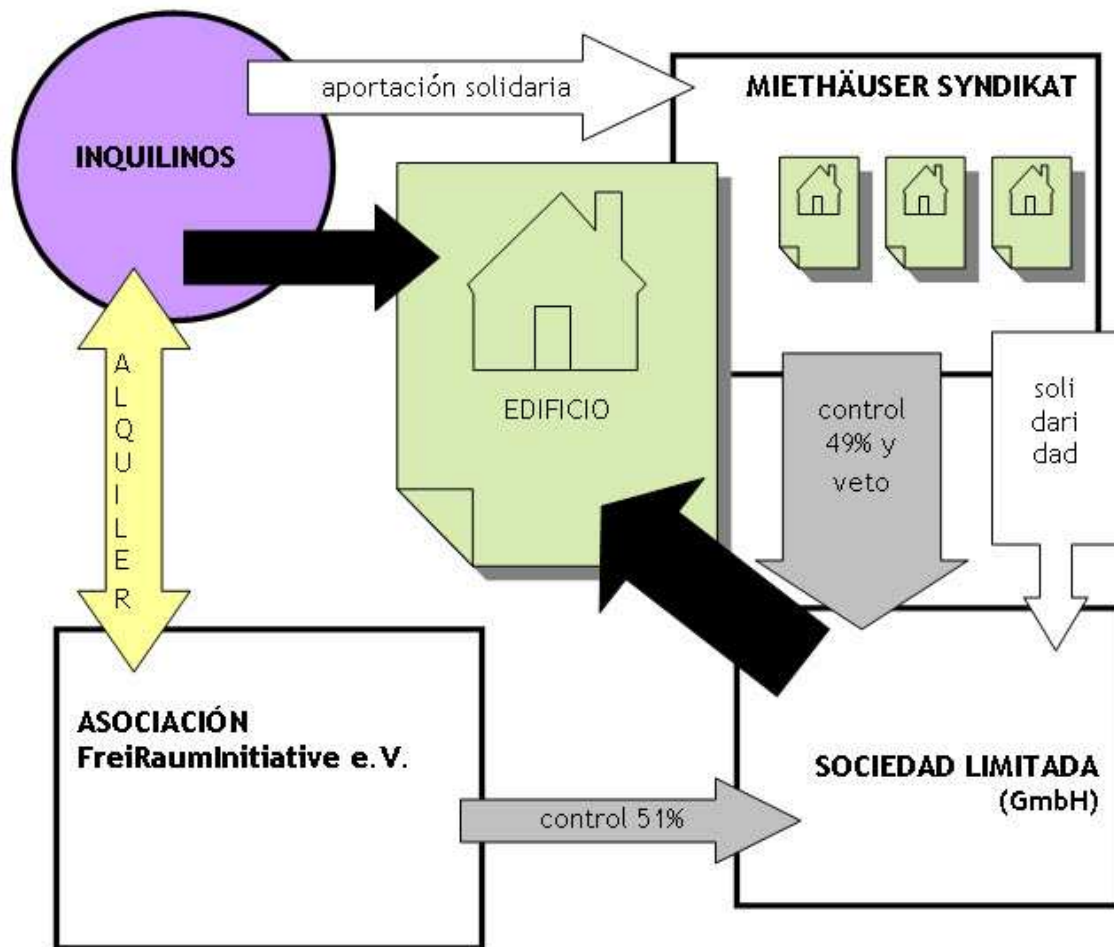 aportación solidaria
MIETHÄUSER SYNDIKAT
INQUILINOS
EDIFICIO
control
49% y
veto
soli
dari
dad
A
L
Q
U
I
L
E
R
ASOCIACIÓN
FreiRaumInitiative e.V.
SOCIEDAD LIMITADA
(GmbH)
control 51%